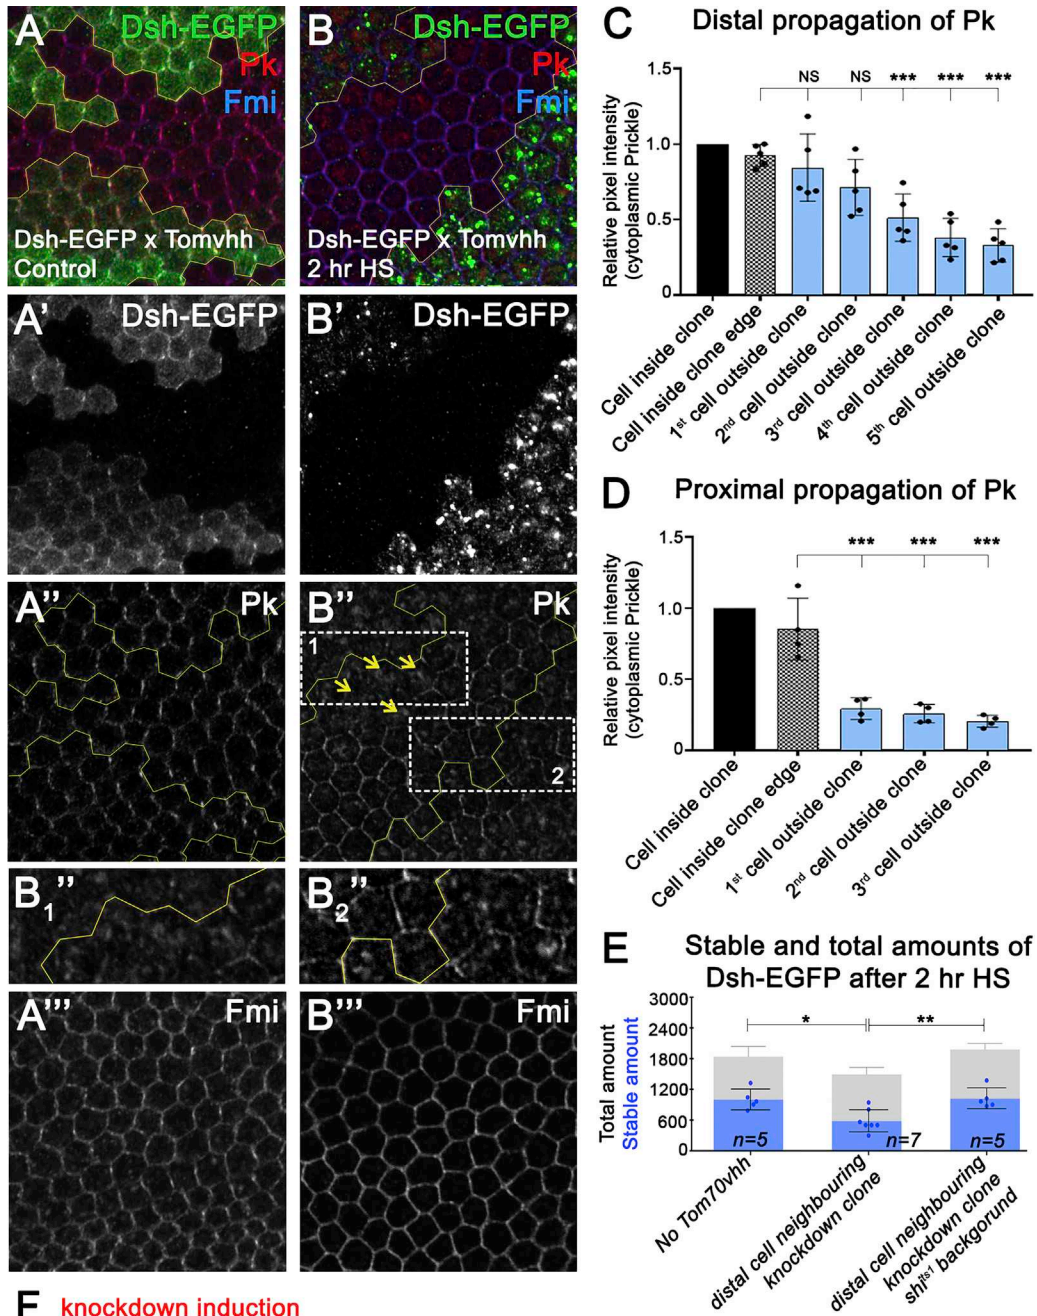 A Dsh-EGFP
Pk
Fmi
Dsh-EGFP x Tomvhh
Control
B Dsh-EGFP
Pk
Fmi
Dsh-EGFP x Tomvhh
2 hr HS
A' Dsh-EGFP
B' Dsh-EGFP
A'' Pk
B'' Pk
1
2
B1''
B2''
A''' Fmi
B''' Fmi
C Distal propagation of Pk
Relative pixel intensity
(cytoplasmic Prickle)
1.5
1.0
0.5
0
NS NS *** *** ***
Cell inside clone
Cell inside clone edge
1st cell outside clone
2nd cell outside clone
3rd cell outside clone
4th cell outside clone
5th cell outside clone
D Proximal propagation of Pk
Relative pixel intensity
(cytoplasmic Prickle)
1.5
1.0
0.5
0
*** *** ***
Cell inside clone
Cell inside clone edge
1st cell outside clone
2nd cell outside clone
3rd cell outside clone
E Stable and total amounts of
Dsh-EGFP after 2 hr HS
Total amount
Stable amount
3000
2400
1800
1200
600
0
* **
n=5 n=7 n=5
No Tom70vhh
distal cell neighbouring
knockdown clone
distal cell neighbouring
knockdown clone
shits1 backgorund
F knockdown induction